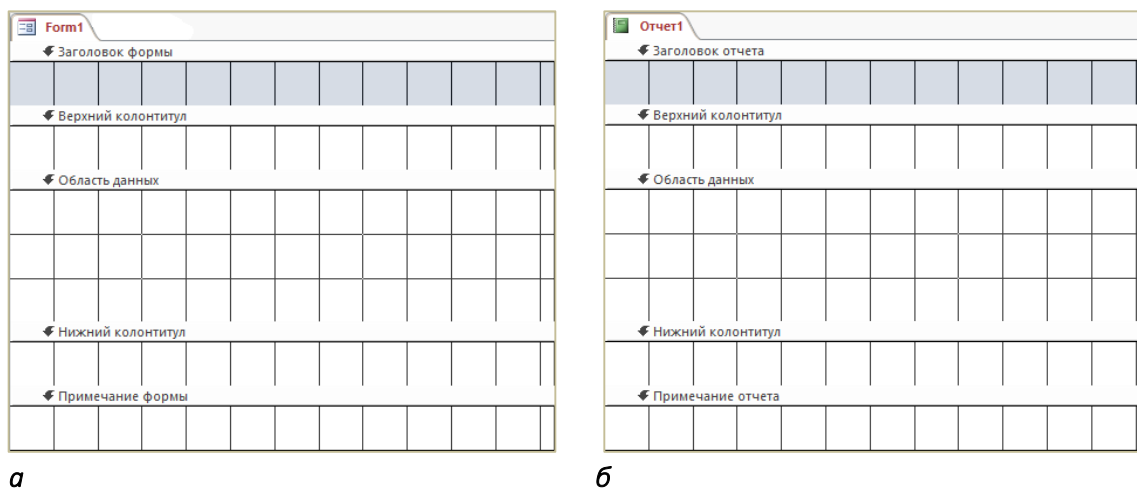 Form1
Заголовок формы
Верхний колонтитул
Область данных
Нижний колонтитул
Примечание формы
а
Отчет1
Заголовок отчета
Верхний колонтитул
Область данных
Нижний колонтитул
Примечание отчета
б